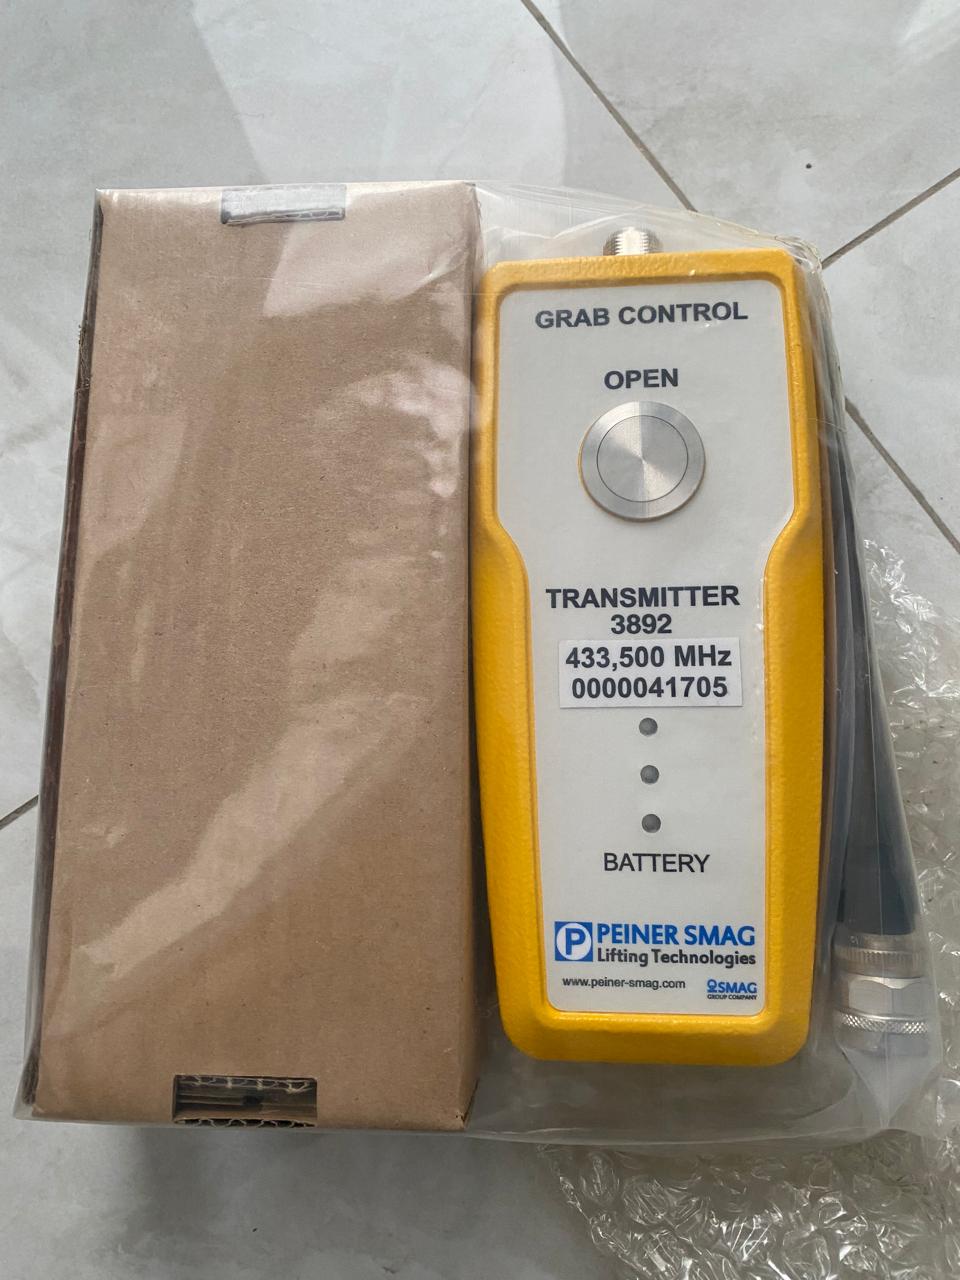 GRAB CONTROL
OPEN
TRANSMITTER
3892
433,500 MHz
0000041705
BATTERY
P PEINER SMAG
Lifting Technologies
www.peiner-smag.com
SMAG
GROUP COMPANY